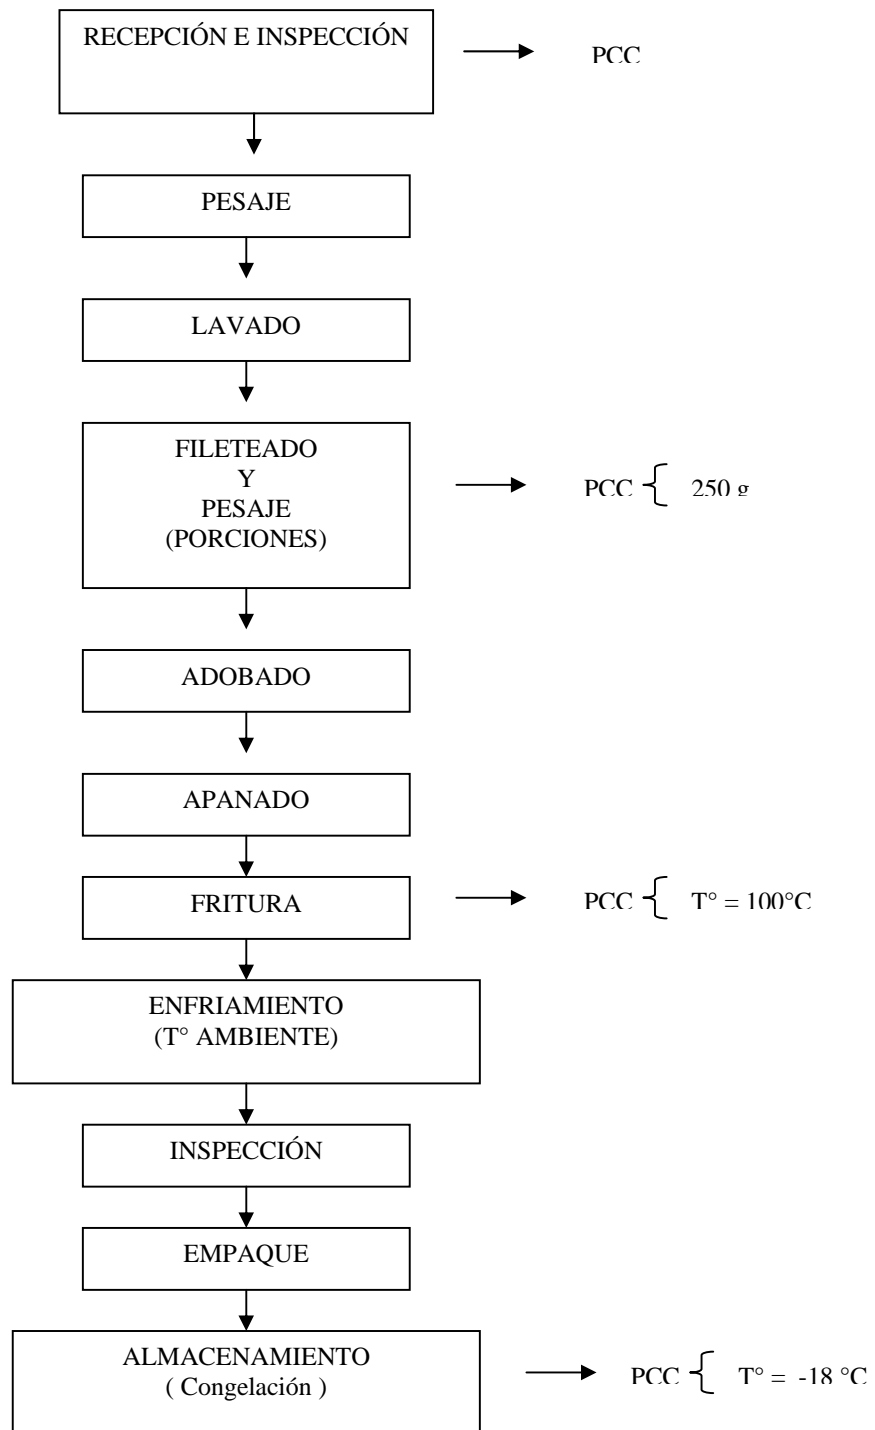 RECEPCIÓN E INSPECCIÓN
PCC
PESAJE
LAVADO
FILETEADO
Y
PESAJE
(PORCIONES)
PCC { 250 g
ADOBADO
APANADO
FRITURA
PCC { T° = 100°C
ENFRIAMIENTO
(T° AMBIENTE)
INSPECCIÓN
EMPAQUE
ALMACENAMIENTO
( Congelación )
PCC { T° = -18 °C